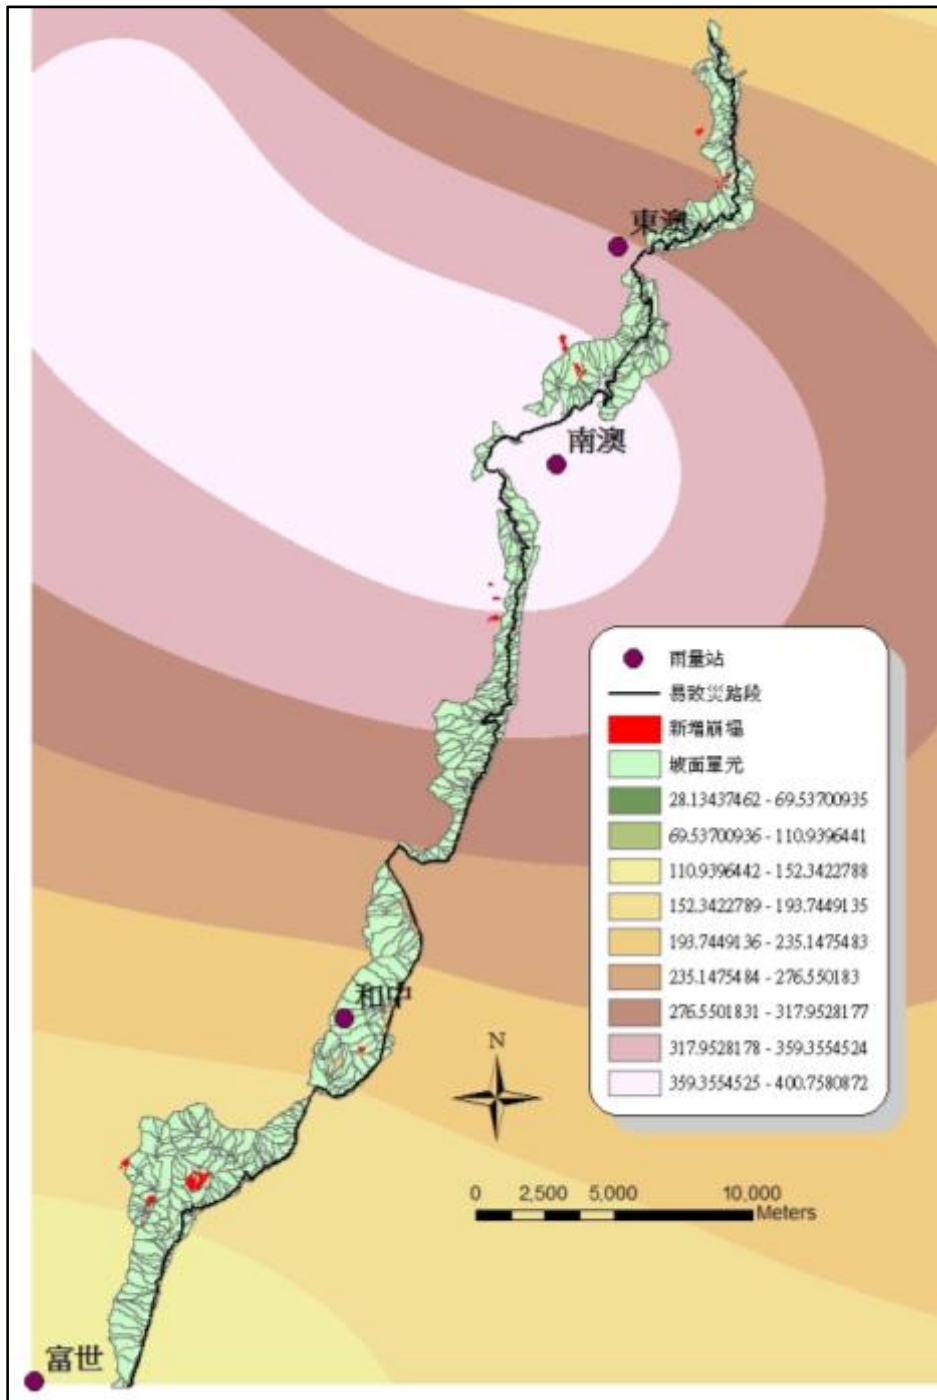 東澳
南澳
雨量站
易致災路段
新增崩塌
坡面單元
28.13437462 - 69.53700935
69.53700936 - 110.9396441
110.9396442 - 152.3422788
152.3422789 - 193.7449135
193.7449136 - 235.1475483
235.1475484 - 276.550183
276.5501831 - 317.9528177
317.9528178 - 359.3554524
359.3554525 - 400.7580872
和中
N
0 2,500 5,000 10,000
Meters
富世